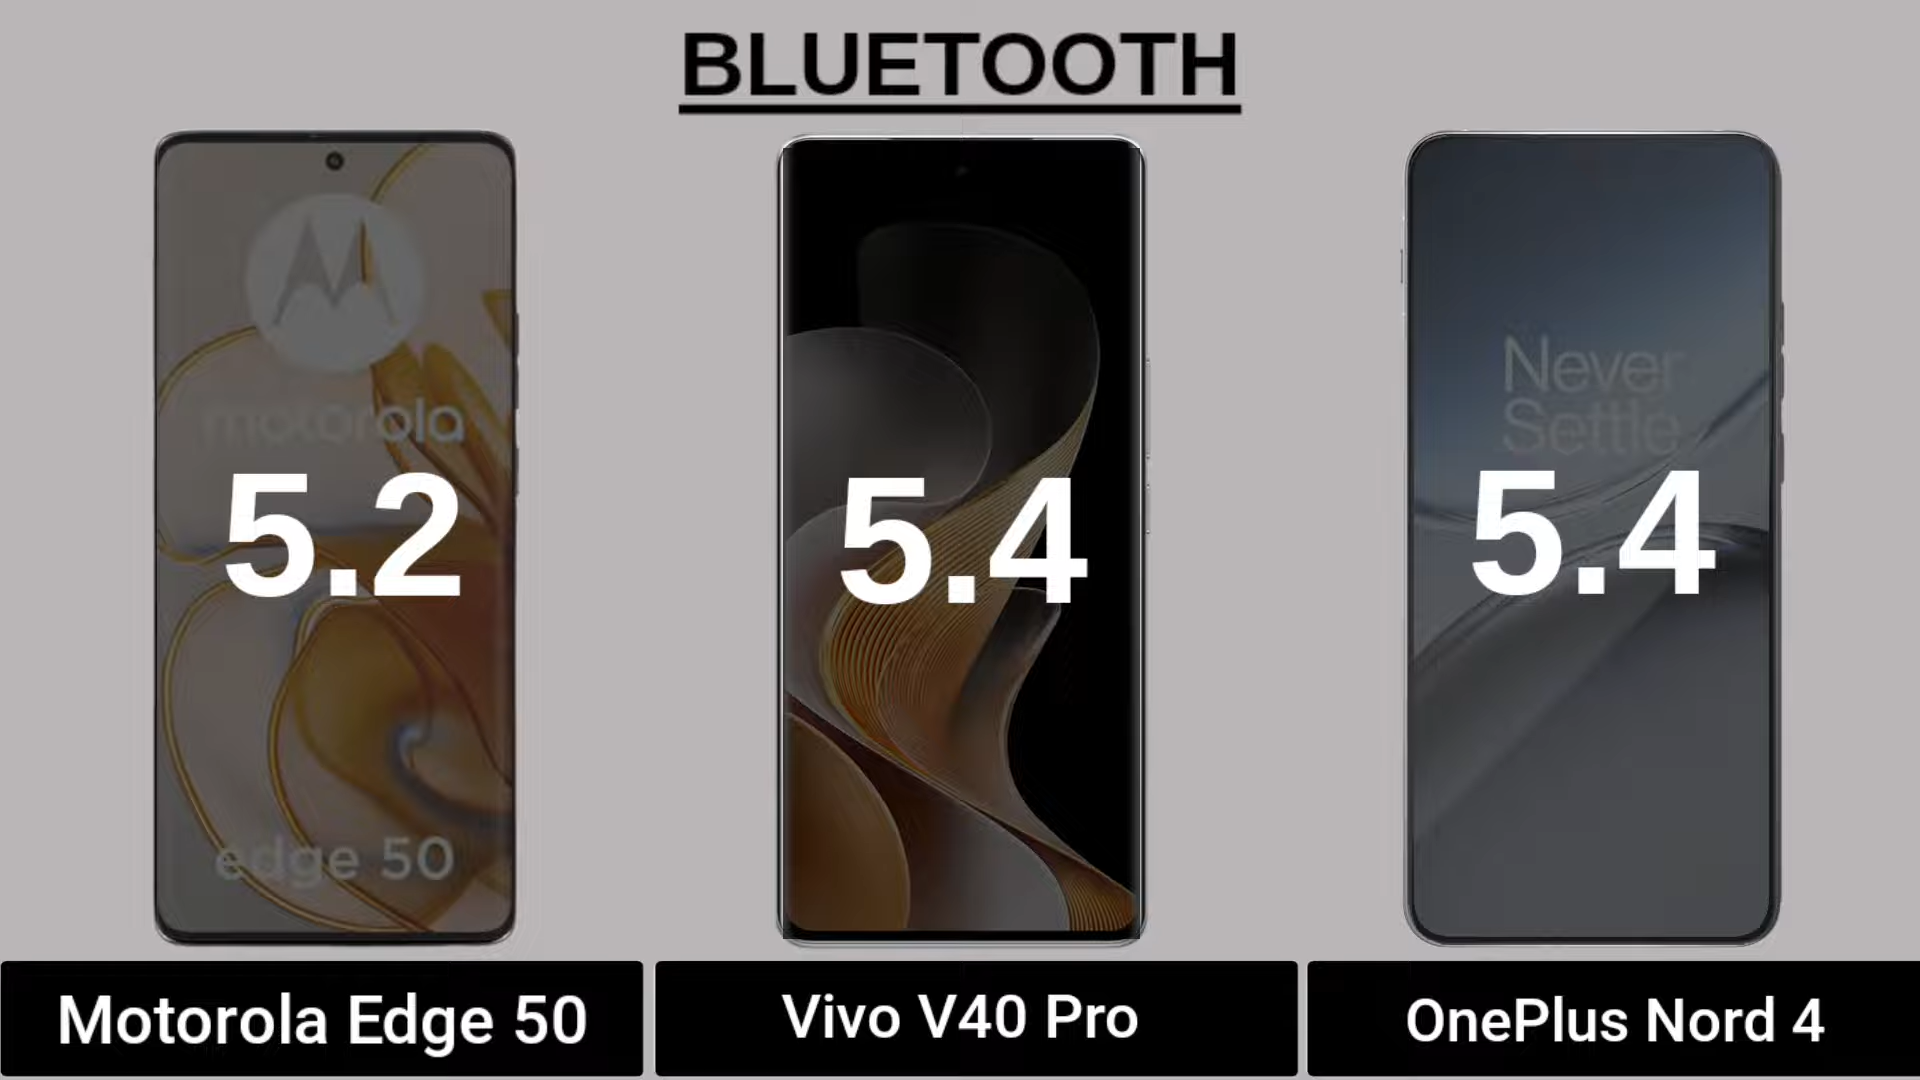 BLUETOOTH
motorola
5.2
edge 50
5.4
Never
Settle
5.4
Motorola Edge 50
Vivo V40 Pro
OnePlus Nord 4